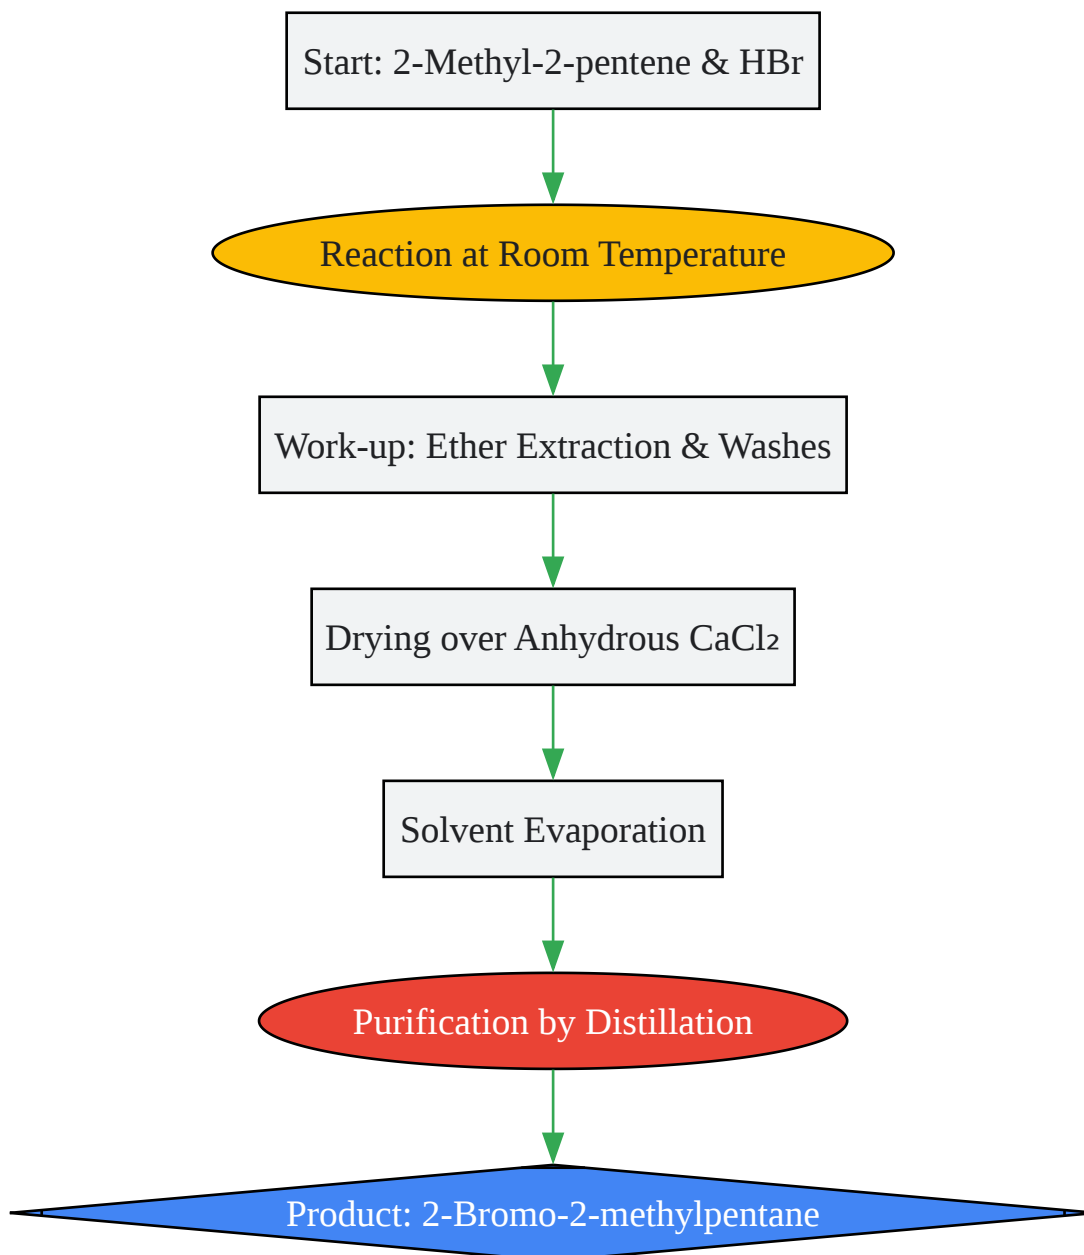 Start: 2-Methyl-2-pentene & HBr
Reaction at Room Temperature
Work-up: Ether Extraction & Washes
Drying over Anhydrous CaCl₂
Solvent Evaporation
Purification by Distillation
Product: 2-Bromo-2-methylpentane